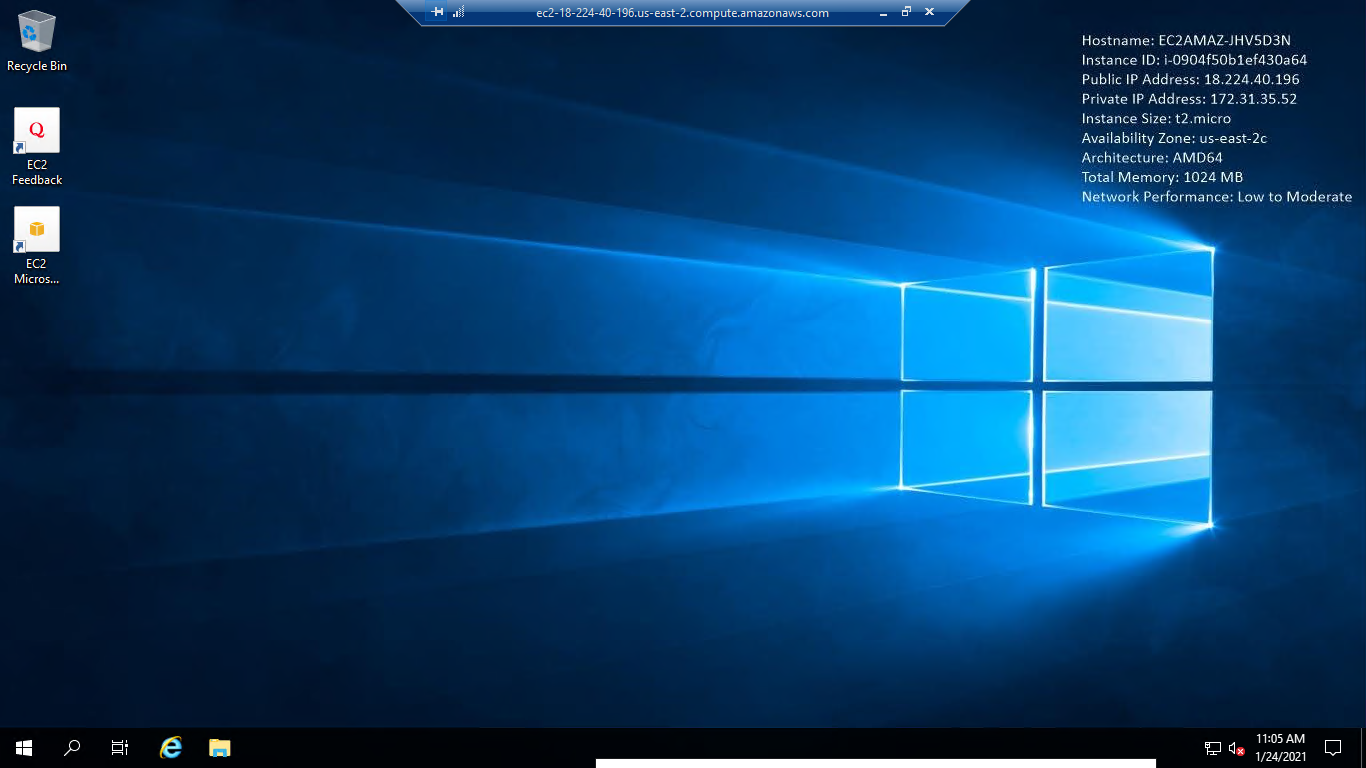 ec2-18-224-40-196.us-east-2.compute.amazonaws.com
Recycle Bin
Q
EC2
Feedback
EC2
Micros...
Hostname: EC2AMAZ-JHV5D3N
Instance ID: i-0904f50b1ef430a64
Public IP Address: 18.224.40.196
Private IP Address: 172.31.35.52
Instance Size: t2.micro
Availability Zone: us-east-2c
Architecture: AMD64
Total Memory: 1024 MB
Network Performance: Low to Moderate
11:05 AM
1/24/2021